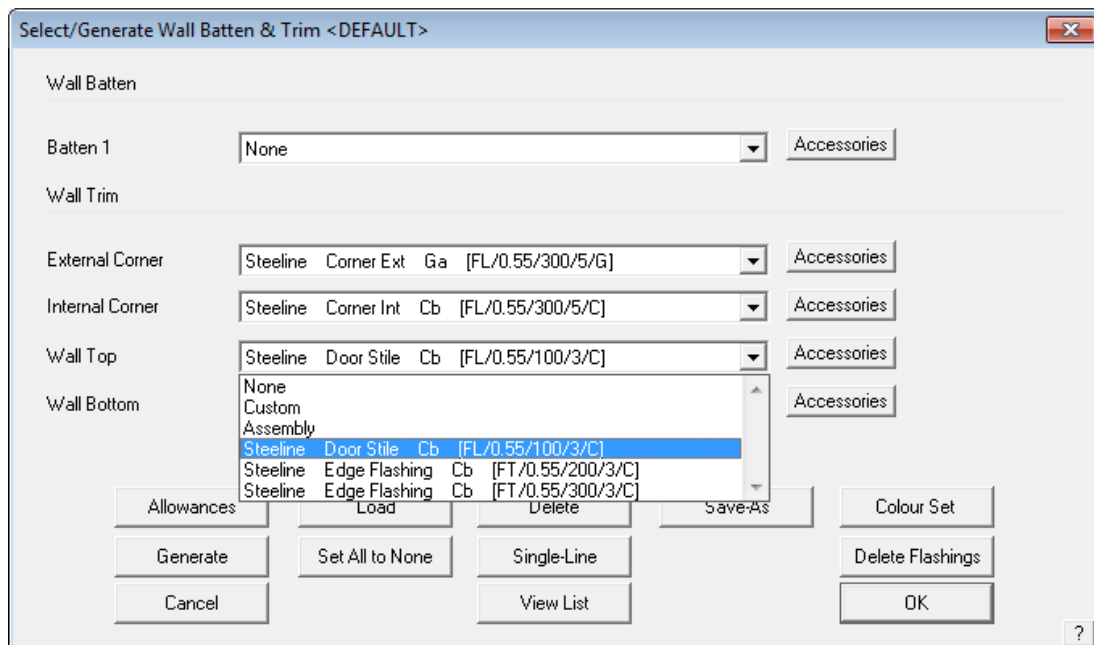 Select/Generate Wall Batten & Trim <DEFAULT>
Wall Batten
Batten 1 None Accessories
Wall Trim
External Corner Steeline Corner Ext Ga [FL/0.55/300/5/G] Accessories
Internal Corner Steeline Corner Int Cb [FL/0.55/300/5/C] Accessories
Wall Top Steeline Door Stile Cb [FL/0.55/100/3/C] Accessories
None
Wall Bottom Custom Accessories
Assembly
Steeline Door Stile Cb [FL/0.55/100/3/C]
Steeline Edge Flashing Cb [FT/0.55/200/3/C]
Steeline Edge Flashing Cb [FT/0.55/300/3/C]
Allowances Load Delete Save-As Colour Set
Generate Set All to None Single-Line Delete Flashings
Cancel View List OK
?